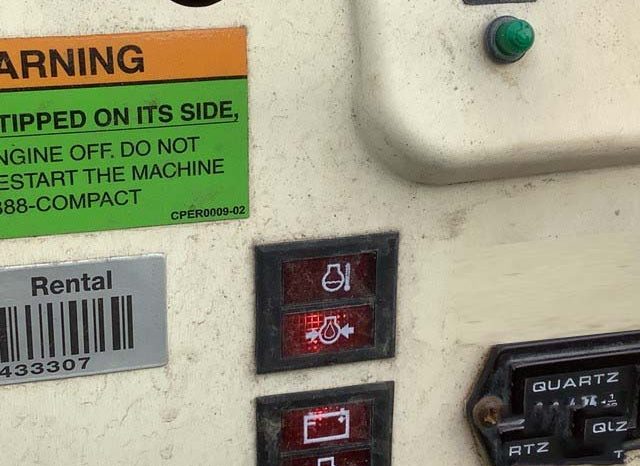 ARNING
TIPPED ON ITS SIDE,
NGINE OFF. DO NOT
ESTART THE MACHINE
888-COMPACT
CPER0009-02
Rental
433307
QUARTZ
QLZ
RTZ